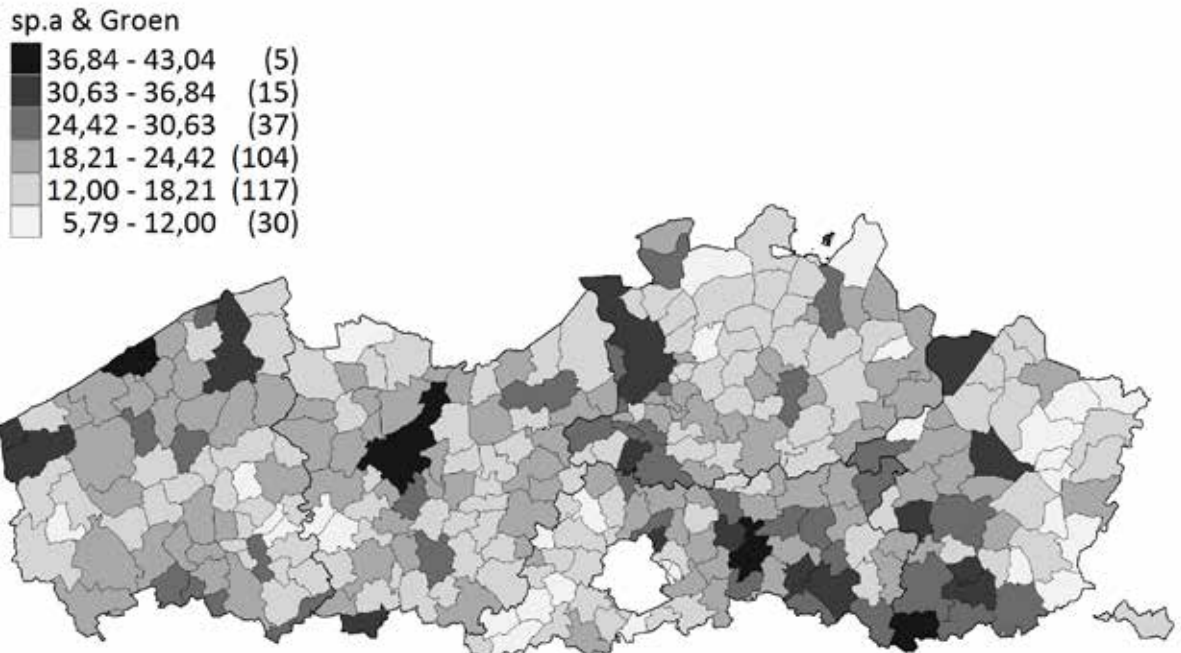 sp.a & Groen
36,84 - 43,04 (5)
30,63 - 36,84 (15)
24,42 - 30,63 (37)
18,21 - 24,42 (104)
12,00 - 18,21 (117)
5,79 - 12,00 (30)